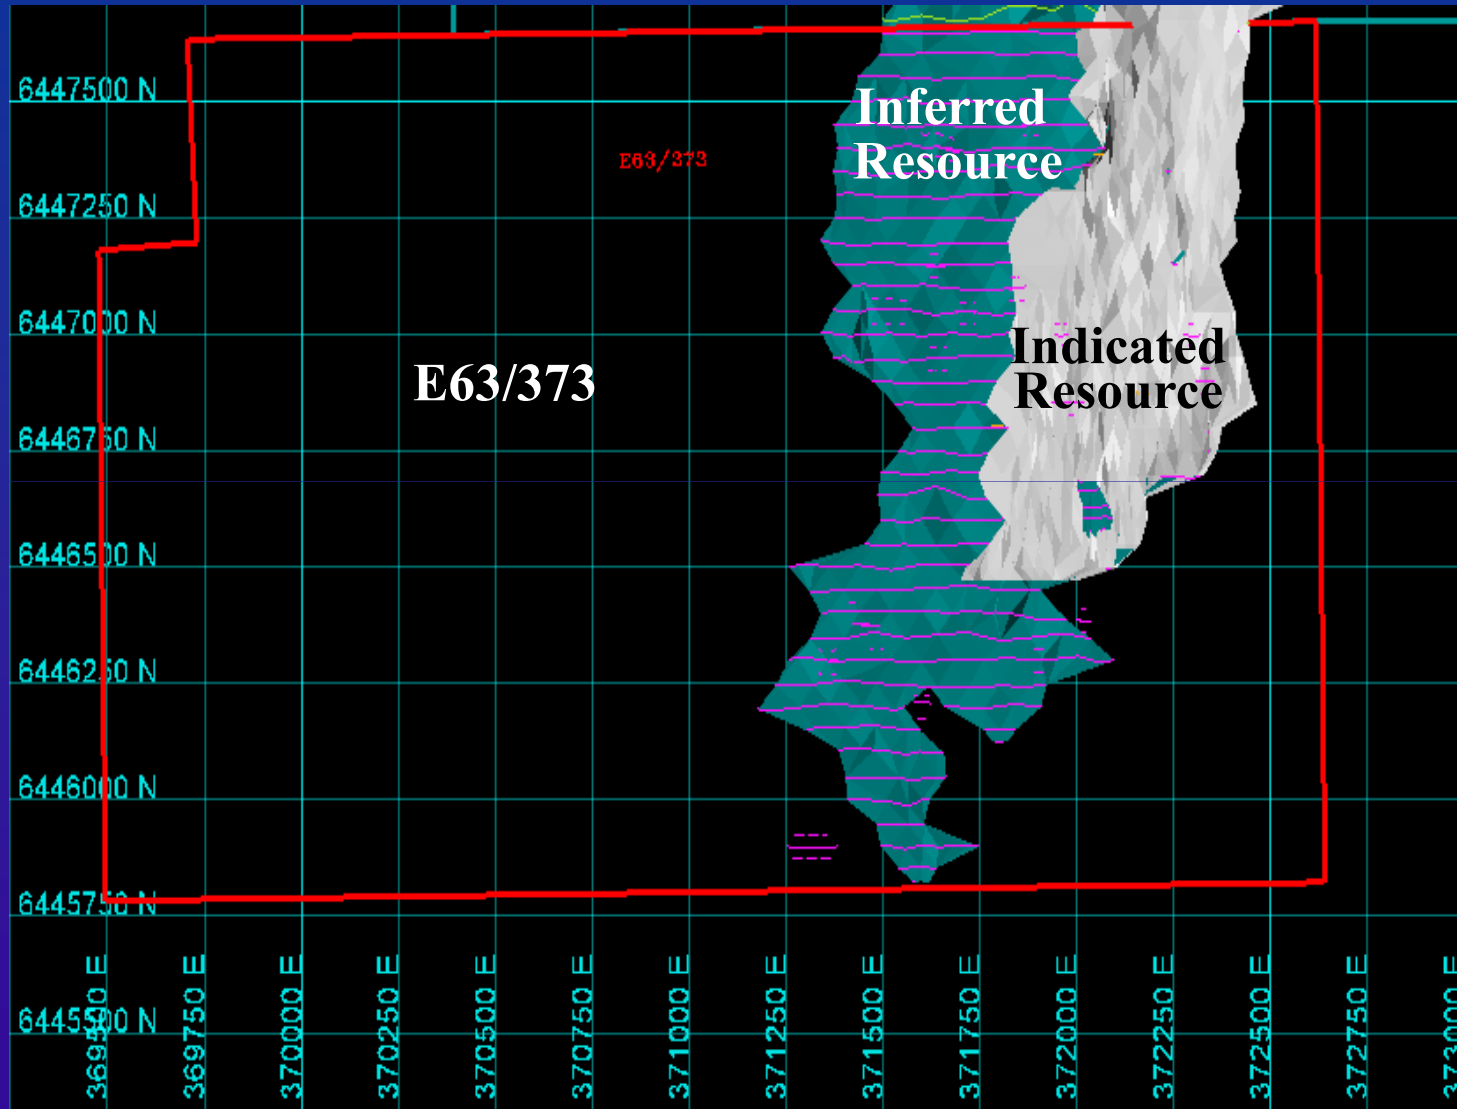 6447500 N
Inferred
Resource
E63/373
6447250 N
6447000 N
Indicated
Resource
E63/373
6446750 N
6446500 N
6446250 N
6446000 N
6445750 N
6445500 N
369500 E
369750 E
370000 E
370250 E
370500 E
370750 E
371000 E
371250 E
371500 E
371750 E
372000 E
372250 E
372500 E
372750 E
373000 E